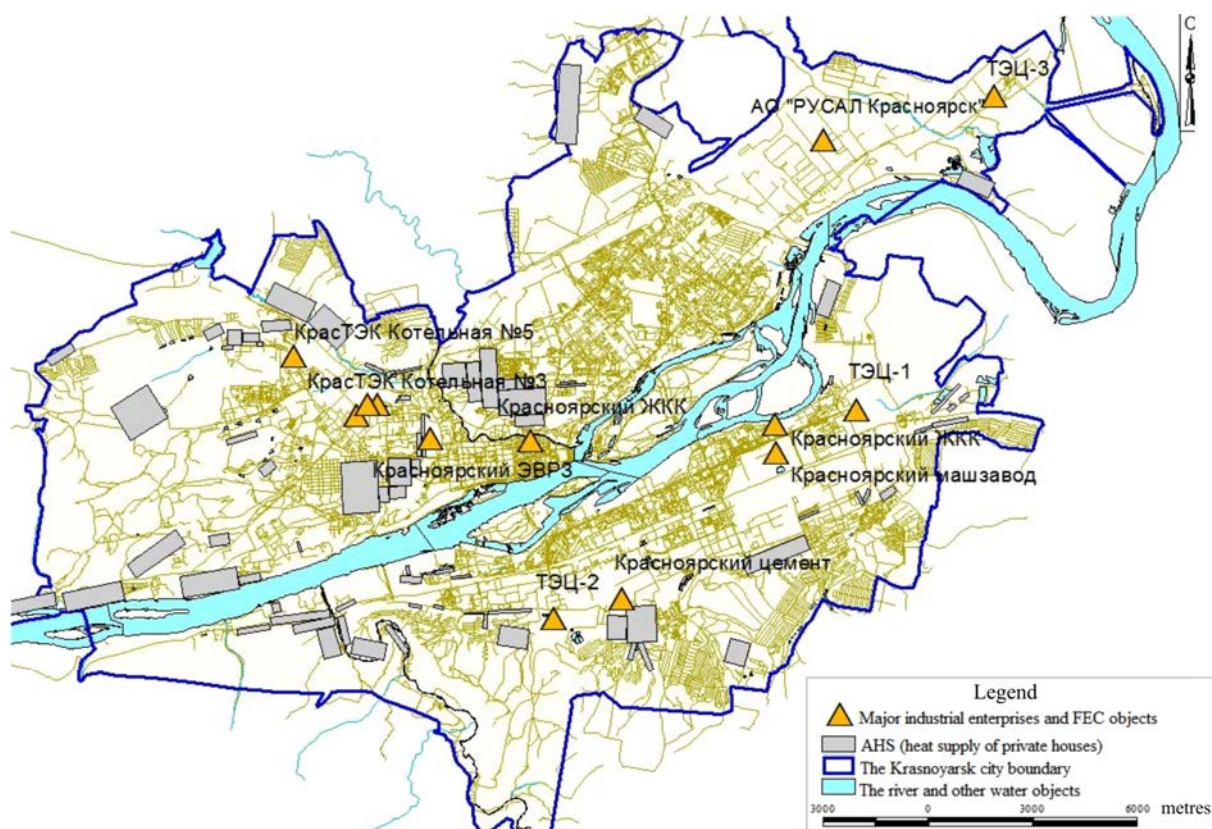 С
ТЭЦ-3
АО "РУСАЛ Красноярск"
КрасТЭК Котельная №5
КрасТЭК Котельная №3
ТЭЦ-1
Красноярский ЖКК
Красноярский ЖКК
Красноярский ЭВРЗ
Красноярский машзавод
Красноярский цемент
ТЭЦ-2
Legend
Major industrial enterprises and FEC objects
AHS (heat supply of private houses)
The Krasnoyarsk city boundary
The river and other water objects
3000 0 3000 6000 metres